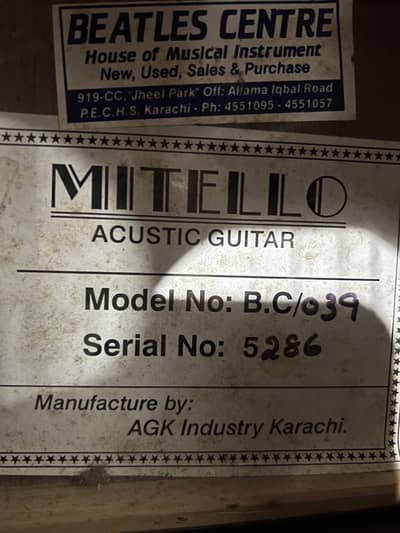 BEATLES CENTRE
House of Musical Instrument
New, Used, Sales & Purchase
919-CC, "Jheel Park" Off: Allama Iqbal Road
P.E.C.H.S. Karachi - Ph: 4551095 - 4551057
MITELLO
ACUSTIC GUITAR
Model No: B.C/039
Serial No: 5286
Manufacture by:
AGK Industry Karachi.